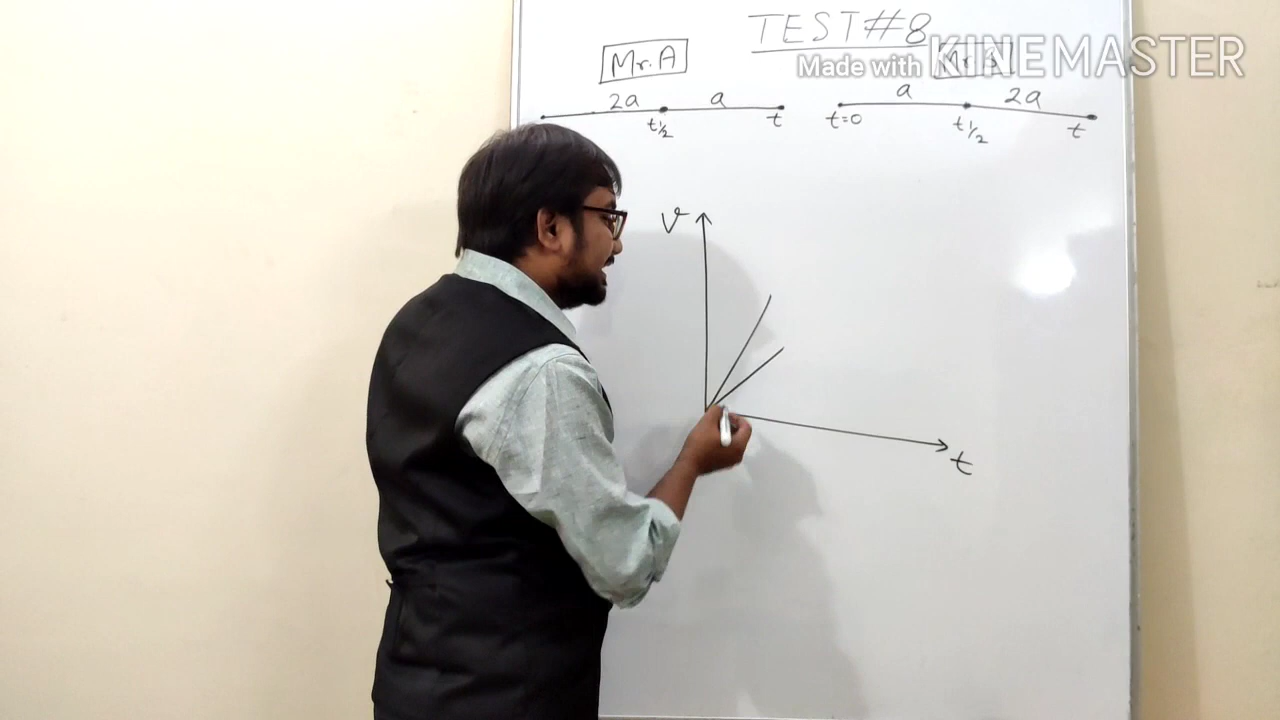 TEST#8
Made with KINEMASTER
Mr. A
2a a
t½ t
a 2a
t=0 t1/2 t
v
t